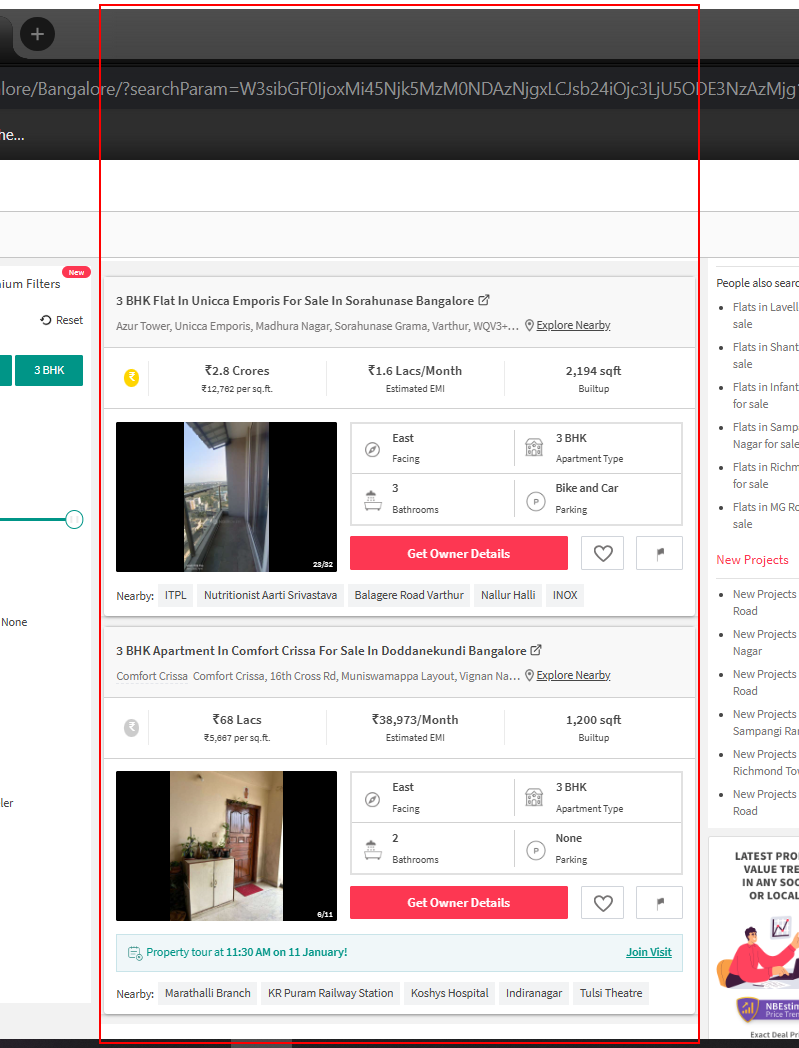 lore/Bangalore/?searchParam=W3sibGF0IjoxMi45Njk5MzM0NDAzNjgxLCJsb24iOjc3LjU5ODE3NzAzMjg
he...
New
ium Filters
Reset
3 BHK
None
ler
3 BHK Flat In Unicca Emporis For Sale In Sorahunase Bangalore
Azur Tower, Unicca Emporis, Madhura Nagar, Sorahunase Grama, Varthur, WQV3+... Explore Nearby
₹2.8 Crores ₹1.6 Lacs/Month 2,194 sqft
₹12,762 per sq.ft. Estimated EMI Builtup
East 3 BHK
Facing Apartment Type
3 Bike and Car
Bathrooms Parking
23/32
Get Owner Details
Nearby: ITPL Nutritionist Aarti Srivastava Balagere Road Varthur Nallur Halli INOX
3 BHK Apartment In Comfort Crissa For Sale In Doddanekundi Bangalore
Comfort Crissa Comfort Crissa, 16th Cross Rd, Muniswamappa Layout, Vignan Na... Explore Nearby
₹68 Lacs ₹38,973/Month 1,200 sqft
₹5,667 per sq.ft. Estimated EMI Builtup
East 3 BHK
Facing Apartment Type
2 None
Bathrooms Parking
6/11
Get Owner Details
Property tour at 11:30 AM on 11 January! Join Visit
Nearby: Marathalli Branch KR Puram Railway Station Koshys Hospital Indiranagar Tulsi Theatre
People also searc
Flats in Lavell
sale
Flats in Shant
sale
Flats in Infant
for sale
Flats in Samp
Nagar for sale
Flats in Richm
for sale
Flats in MG Ro
sale
New Projects
New Projects
Road
New Projects
Nagar
New Projects
Road
New Projects
Sampangi Ra
New Projects
Richmond Tow
New Projects
Road
LATEST PRO
VALUE TRE
IN ANY SOC
OR LOCAL
NBEstin
Price Tren
Exact Deal Pri